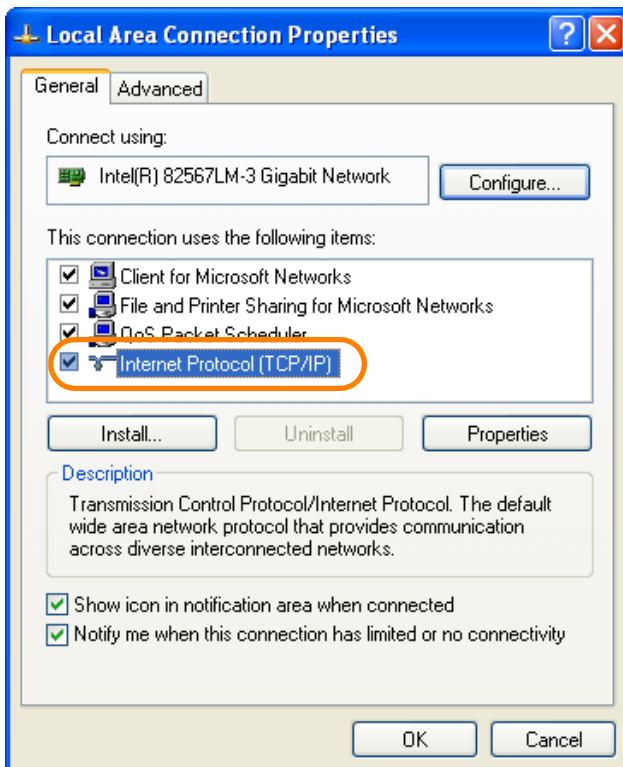 Local Area Connection Properties
General
Advanced
Connect using:
Intel(R) 82567LM-3 Gigabit Network
Configure...
This connection uses the following items:
Client for Microsoft Networks
File and Printer Sharing for Microsoft Networks
QoS Packet Scheduler
Internet Protocol (TCP/IP)
Install...
Uninstall
Properties
Description
Transmission Control Protocol/Internet Protocol. The default
wide area network protocol that provides communication
across diverse interconnected networks.
Show icon in notification area when connected
Notify me when this connection has limited or no connectivity
OK
Cancel